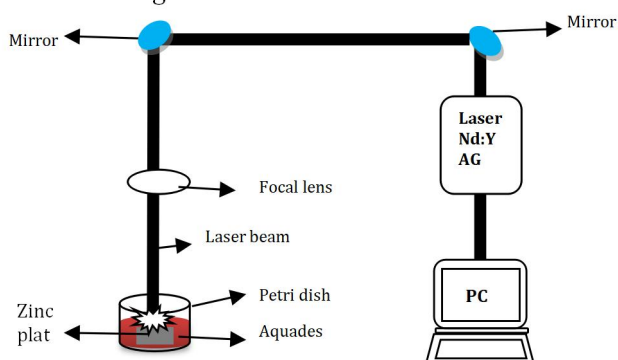 Mirror
Mirror
Laser
Nd:Y
AG
Focal lens
Laser beam
Petri dish
PC
Zinc
plat
Aquades